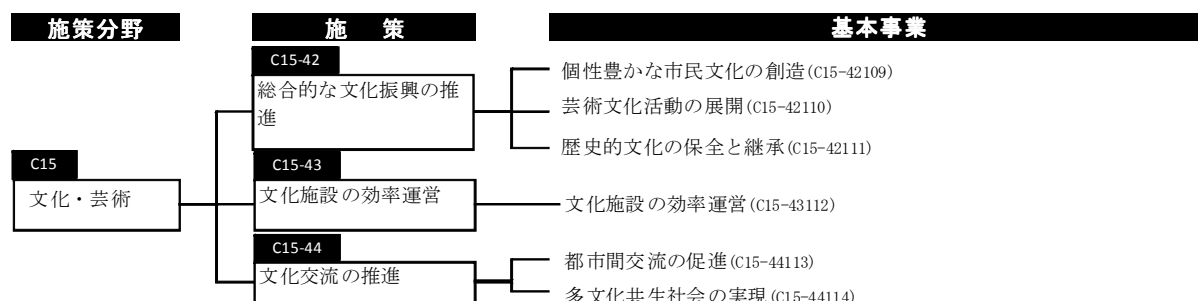 施策分野
施 策
基本事業
C15-42
総合的な文化振興の推
進
個性豊かな市民文化の創造(C15-42109)
芸術文化活動の展開(C15-42110)
歴史的文化の保全と継承(C15-42111)
C15
文化・芸術
C15-43
文化施設の効率運営
文化施設の効率運営(C15-43112)
C15-44
文化交流の推進
都市間交流の促進(C15-44113)
多文化共生社会の実現(C15-44114)